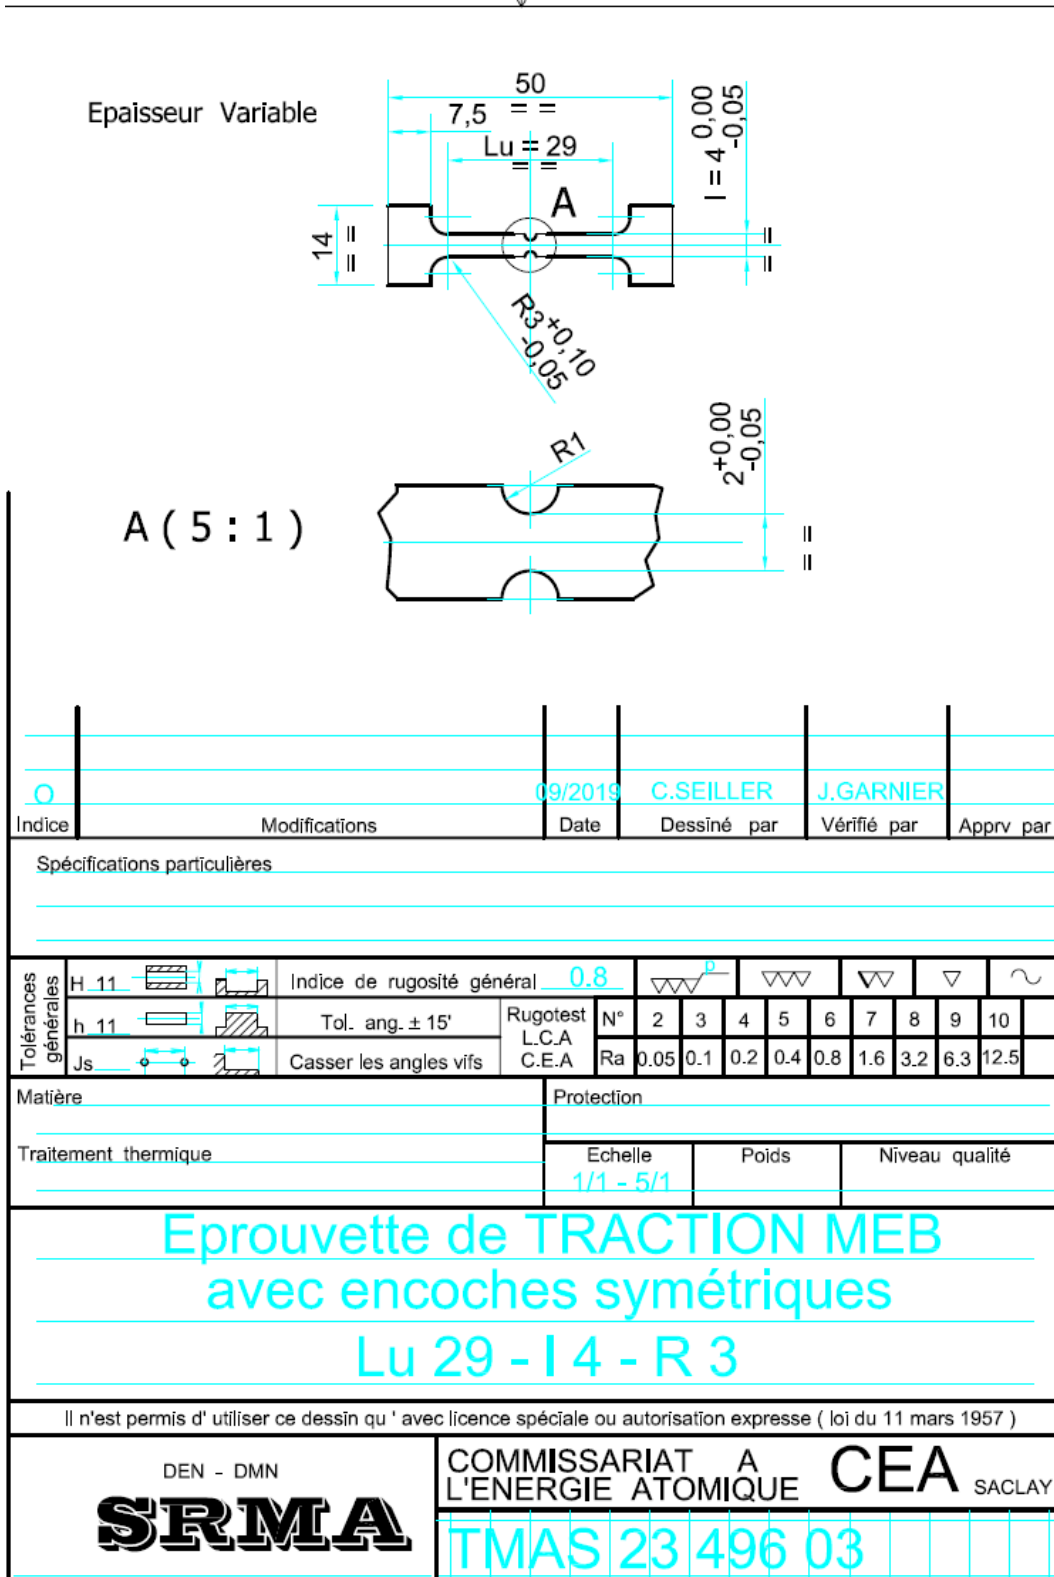 50
Epaisseur Variable
7,5
= =
Lu = 29
= =
l = 4 0,00
-0,05
A
14
=
=
=
=
R3+0,10
-0,05
R1
2+0,00
-0,05
A ( 5 : 1 )
=
=
O 09/2019 C.SEILLER J.GARNIER
Indice Modifications Date Dessiné par Vérifié par Apprv par
Spécifications particulières
Tolérances
générales
H 11 Indice de rugosité général 0.8 p
h 11 Tol. ang. ± 15' Rugotest N° 2 3 4 5 6 7 8 9 10
L.C.A
Js Casser les angles vifs C.E.A Ra 0.05 0.1 0.2 0.4 0.8 1.6 3.2 6.3 12.5
Matière Protection
Traitement thermique Echelle Poids Niveau qualité
1/1 - 5/1
Eprouvette de TRACTION MEB
avec encoches symétriques
Lu 29 - l 4 - R 3
Il n'est permis d' utiliser ce dessin qu ' avec licence spéciale ou autorisation expresse ( loi du 11 mars 1957 )
DEN - DMN
SRMA
COMMISSARIAT A
L'ENERGIE ATOMIQUE
CEA SACLAY
TMAS 23 496 03